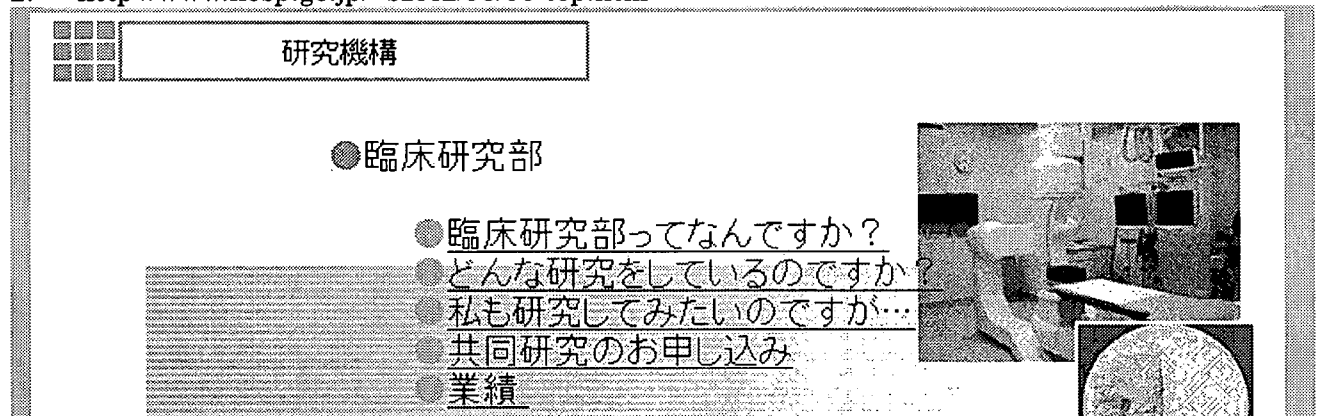 研究機構
●臨床研究部
●臨床研究部ってなんですか？
●どんな研究をしているのですか？
●私も研究してみたいのですが…
●共同研究のお申し込み
●業績